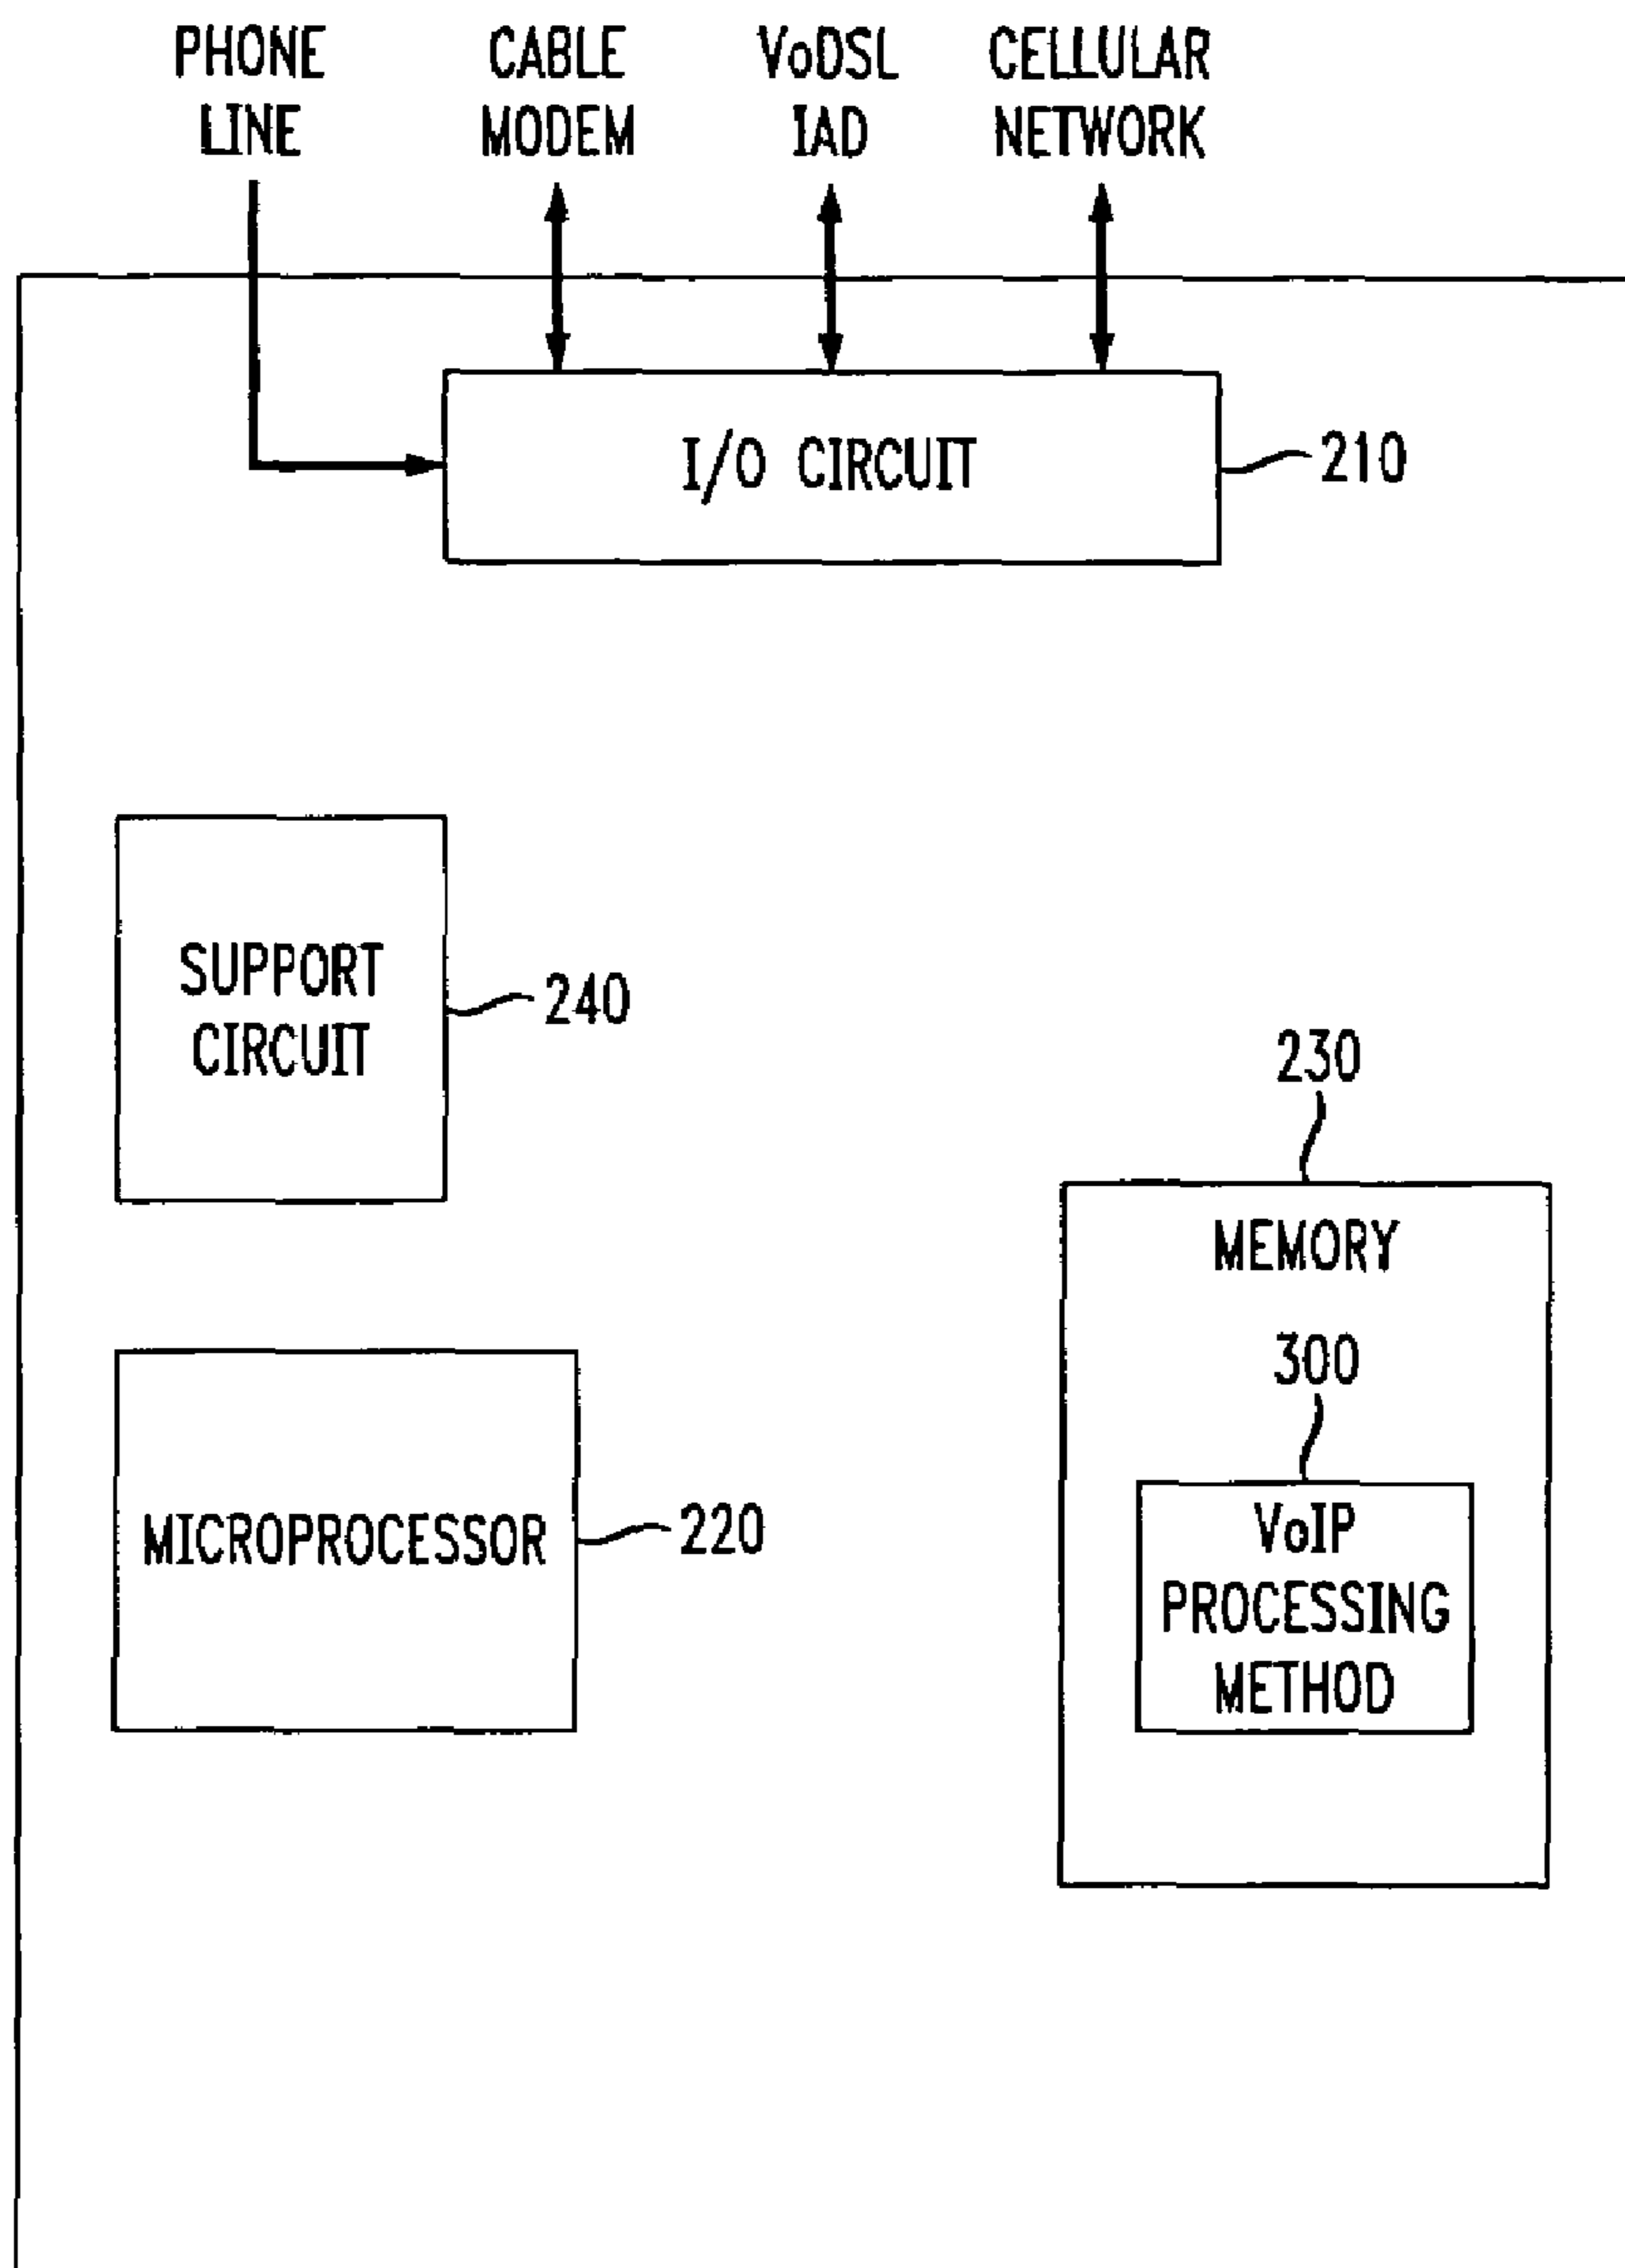 PHONE
LINE
CABLE
MODEM
VoDSL
IAD
CELLULAR
NETWORK
I/O CIRCUIT
210
SUPPORT
CIRCUIT
240
230
MEMORY
300
VoIP
PROCESSING
METHOD
MICROPROCESSOR
220